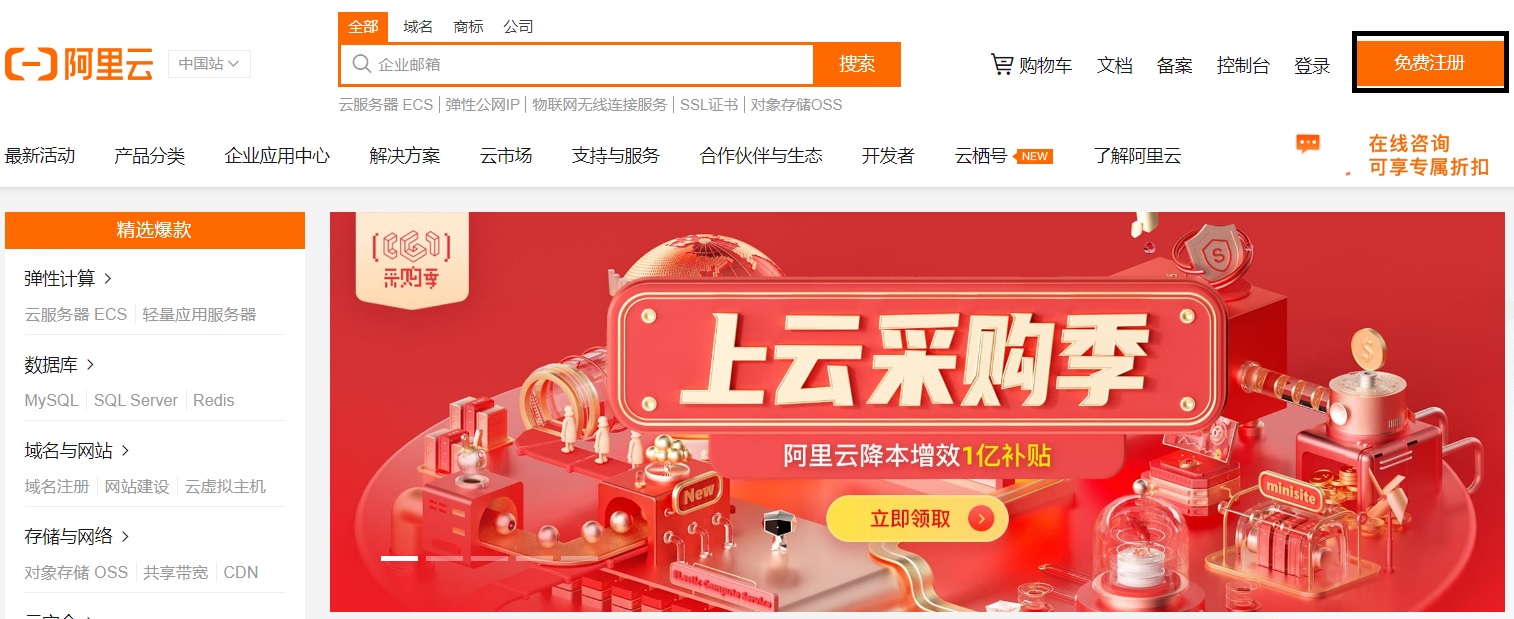 全部 域名 商标 公司
阿里云 中国站 企业邮箱 搜索 购物车 文档 备案 控制台 登录 免费注册
云服务器 ECS 弹性公网IP 物联网无线连接服务 SSL证书 对象存储OSS
最新活动 产品分类 企业应用中心 解决方案 云市场 支持与服务 合作伙伴与生态 开发者 云栖号 NEW 了解阿里云
在线咨询
可享专属折扣
精选爆款
弹性计算
云服务器 ECS 轻量应用服务器
数据库
MySQL SQL Server Redis
域名与网站
域名注册 网站建设 云虚拟主机
存储与网络
对象存储 OSS 共享带宽 CDN
采购季
上云采购季
阿里云降本增效1亿补贴
立即领取
New
minisite
Elastic Compute Service